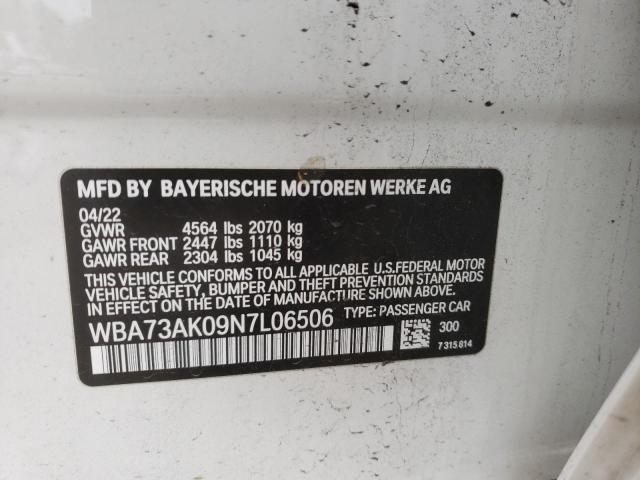 MFD BY BAYERISCHE MOTOREN WERKE AG
04/22
GVWR 4564 lbs 2070 kg
GAWR FRONT 2447 lbs 1110 kg
GAWR REAR 2304 lbs 1045 kg
THIS VEHICLE CONFORMS TO ALL APPLICABLE U.S.FEDERAL MOTOR
VEHICLE SAFETY, BUMPER AND THEFT PREVENTION STANDARDS
IN EFFECT ON THE DATE OF MANUFACTURE SHOWN ABOVE.
WBA73AK09N7L06506 TYPE: PASSENGER CAR
300
7315814